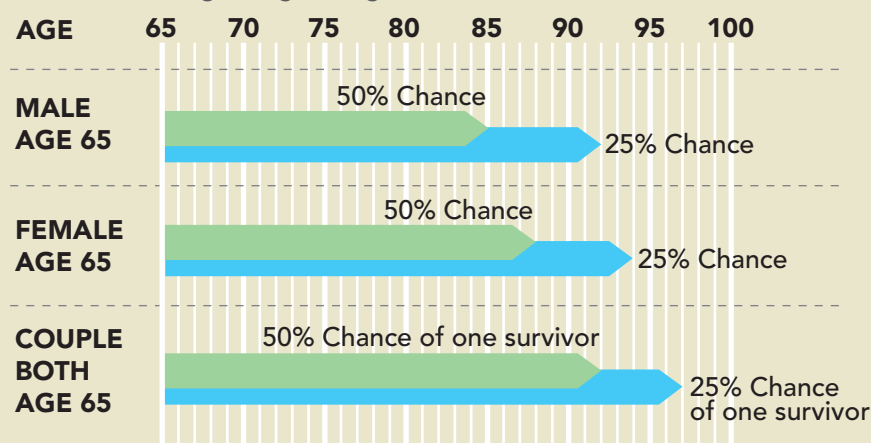 AGE 65 70 75 80 85 90 95 100
50% Chance
MALE
AGE 65
25% Chance
50% Chance
FEMALE
AGE 65
25% Chance
50% Chance of one survivor
COUPLE
BOTH
AGE 65
25% Chance
of one survivor